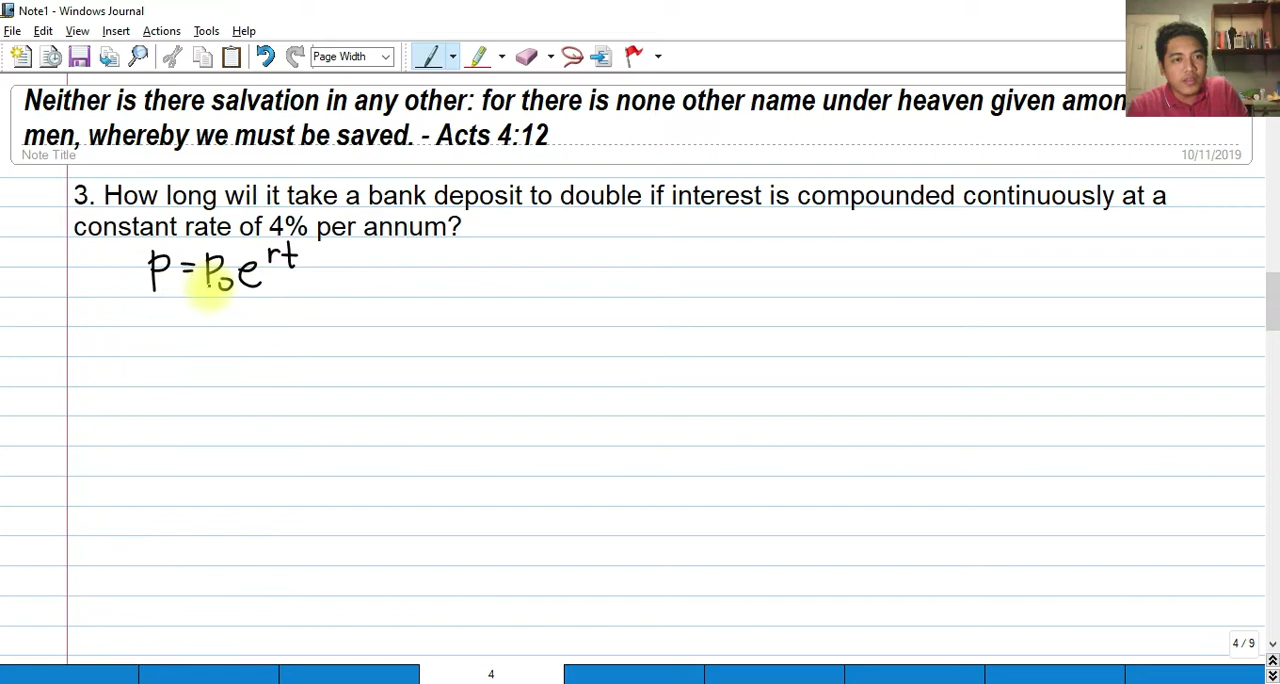 Note1 - Windows Journal
File Edit View Insert Actions Tools Help
Page Width
Neither is there salvation in any other: for there is none other name under heaven given amon
men, whereby we must be saved. - Acts 4:12
Note Title
10/11/2019
3. How long wil it take a bank deposit to double if interest is compounded continuously at a
constant rate of 4% per annum?
p = p₀e^{rt}
4 / 9
4